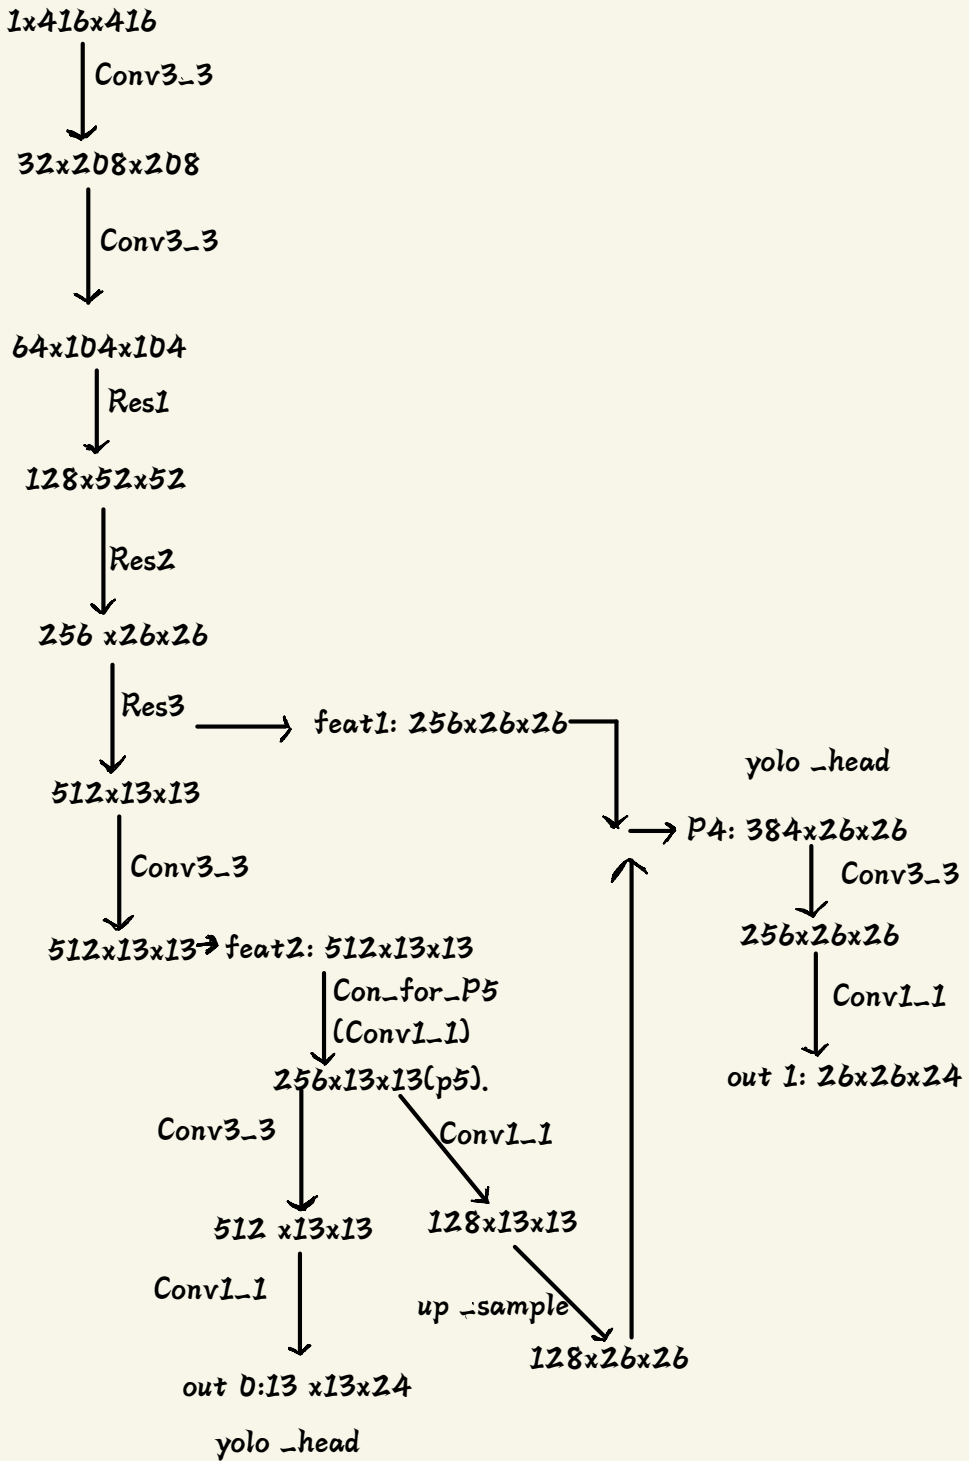 1x416x416
Conv3_3
32x208x208
Conv3_3
64x104x104
Res1
128x52x52
Res2
256 x26x26
Res3
feat1: 256x26x26
yolo _head
512x13x13
P4: 384x26x26
Conv3_3
Conv3_3
256x26x26
512x13x13
feat2: 512x13x13
Con_for_P5
(Conv1_1)
Conv1_1
out 1: 26x26x24
256x13x13(p5).
Conv3_3
Conv1_1
512 x13x13
128x13x13
Conv1_1
up _sample
128x26x26
out 0:13 x13x24
yolo _head